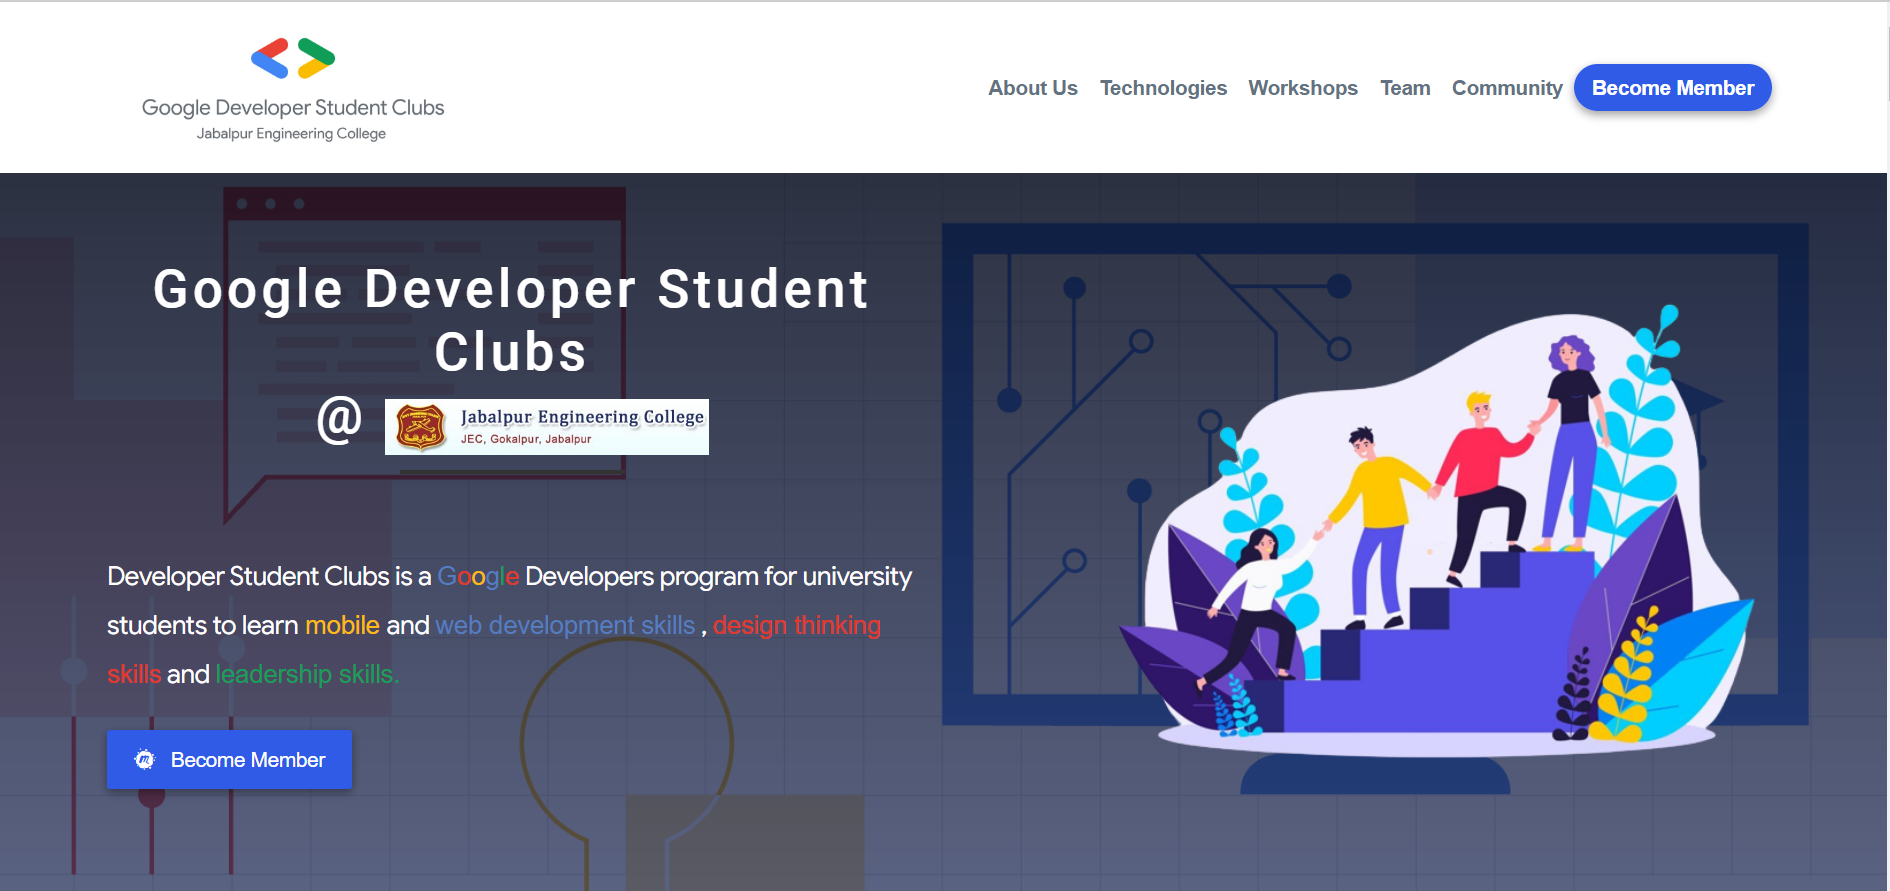 Google Developer Student Clubs
Jabalpur Engineering College
About Us Technologies Workshops Team Community Become Member
Google Developer Student
Clubs
@
Jabalpur Engineering College
JEC, Gokalpur, Jabalpur
Developer Student Clubs is a Google Developers program for university
students to learn mobile and web development skills , design thinking
skills and leadership skills.
Become Member